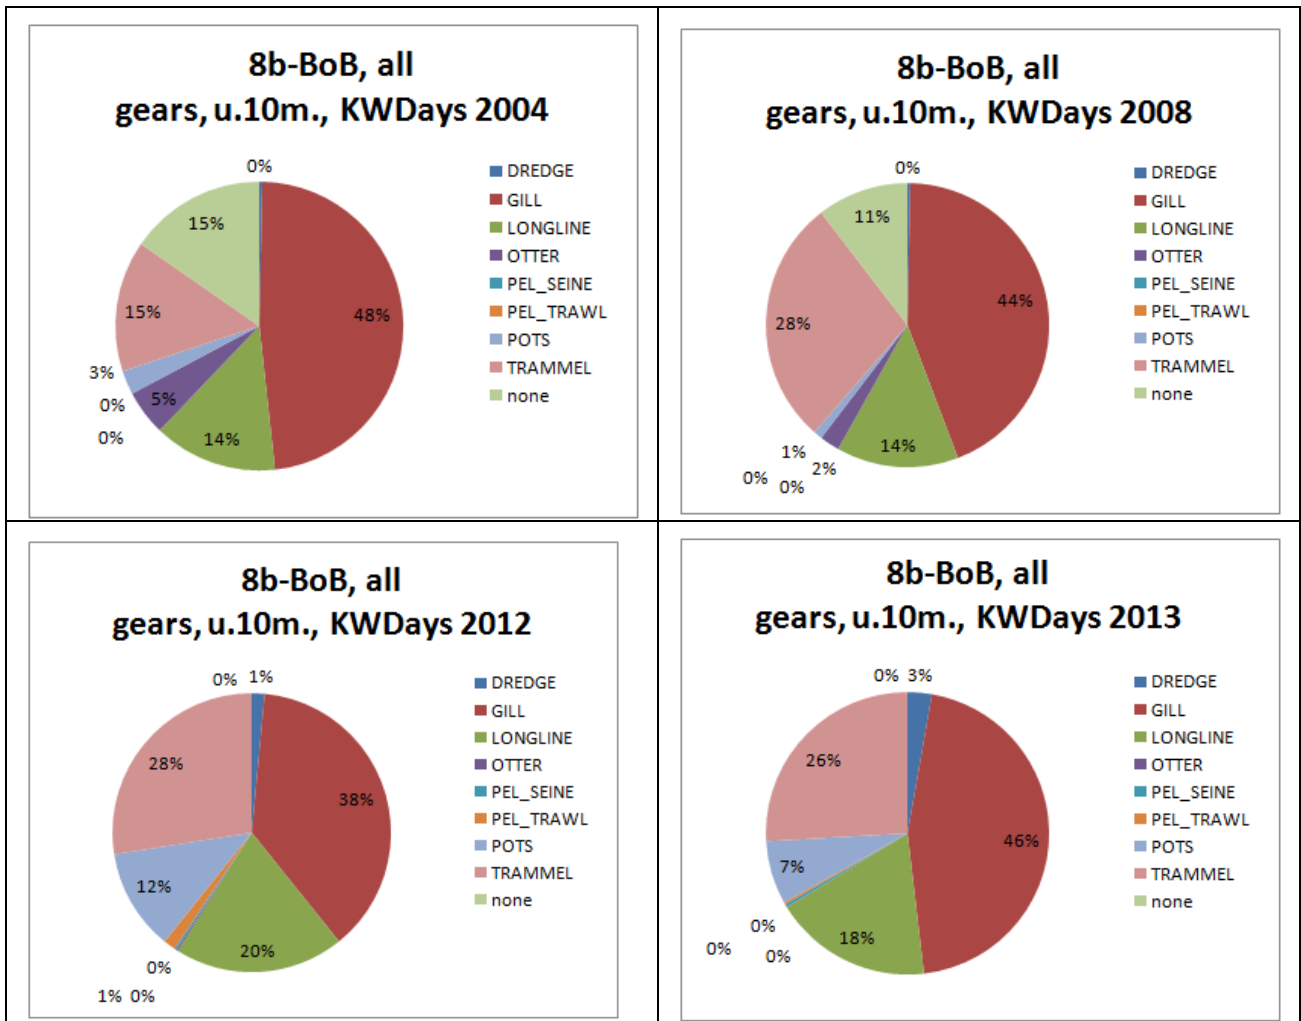 8b-BoB, all
gears, u.10m., KWDays 2004
0%
DREDGE
GILL
LONGLINE
OTTER
PEL_SEINE
PEL_TRAWL
POTS
TRAMMEL
none
15%
48%
15%
3%
5%
0%
0%
14%
8b-BoB, all
gears, u.10m., KWDays 2008
0%
DREDGE
GILL
LONGLINE
OTTER
PEL_SEINE
PEL_TRAWL
POTS
TRAMMEL
none
11%
44%
28%
14%
1%
2%
0%
0%
8b-BoB, all
gears, u.10m., KWDays 2012
0% 1%
DREDGE
GILL
LONGLINE
OTTER
PEL_SEINE
PEL_TRAWL
POTS
TRAMMEL
none
28%
38%
12%
20%
0%
1% 0%
8b-BoB, all
gears, u.10m., KWDays 2013
0% 3%
DREDGE
GILL
LONGLINE
OTTER
PEL_SEINE
PEL_TRAWL
POTS
TRAMMEL
none
26%
46%
7%
18%
0%
0%
0%